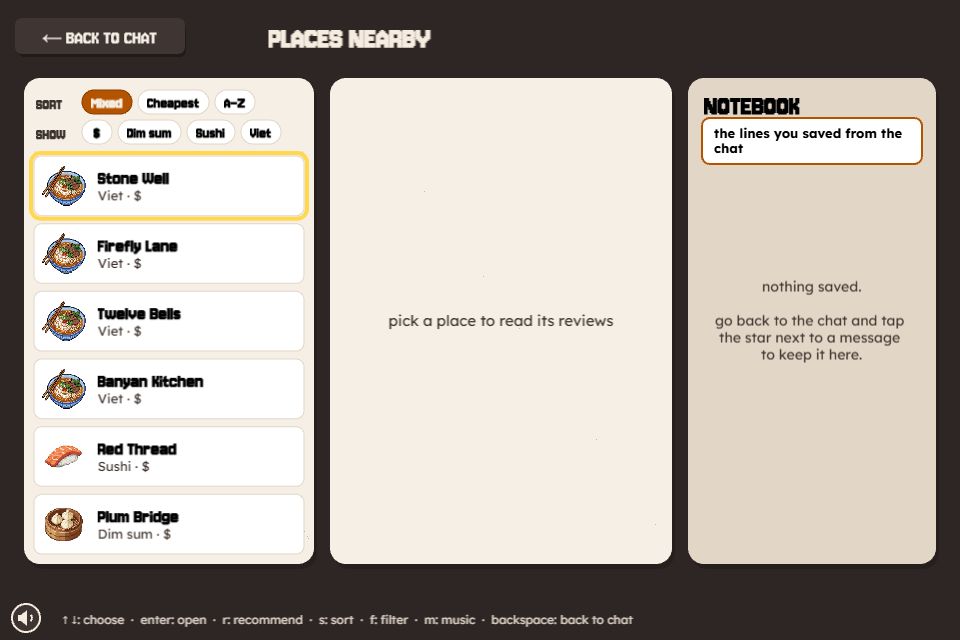 ← BACK TO CHAT
PLACES NEARBY
SORT Mixed Cheapest A-Z
SHOW $ Dim sum Sushi Viet
Stone Well
Viet · $
Firefly Lane
Viet · $
Twelve Bells
Viet · $
Banyan Kitchen
Viet · $
Red Thread
Sushi · $
Plum Bridge
Dim sum · $
pick a place to read its reviews
NOTEBOOK
the lines you saved from the
chat
nothing saved.
go back to the chat and tap
the star next to a message
to keep it here.
↑ ↓: choose · enter: open · r: recommend · s: sort · f: filter · m: music · backspace: back to chat